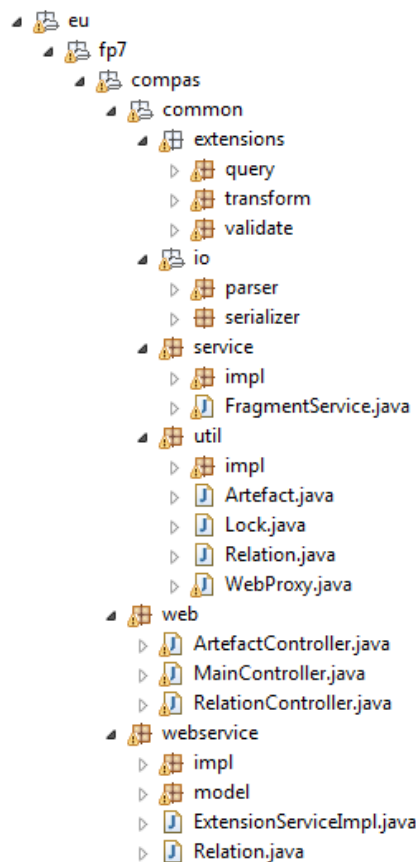 eu
fp7
compas
common
extensions
query
transform
validate
io
parser
serializer
service
impl
FragmentService.java
util
impl
Artefact.java
Lock.java
Relation.java
WebProxy.java
web
ArtefactController.java
MainController.java
RelationController.java
webservice
impl
model
ExtensionServiceImpl.java
Relation.java